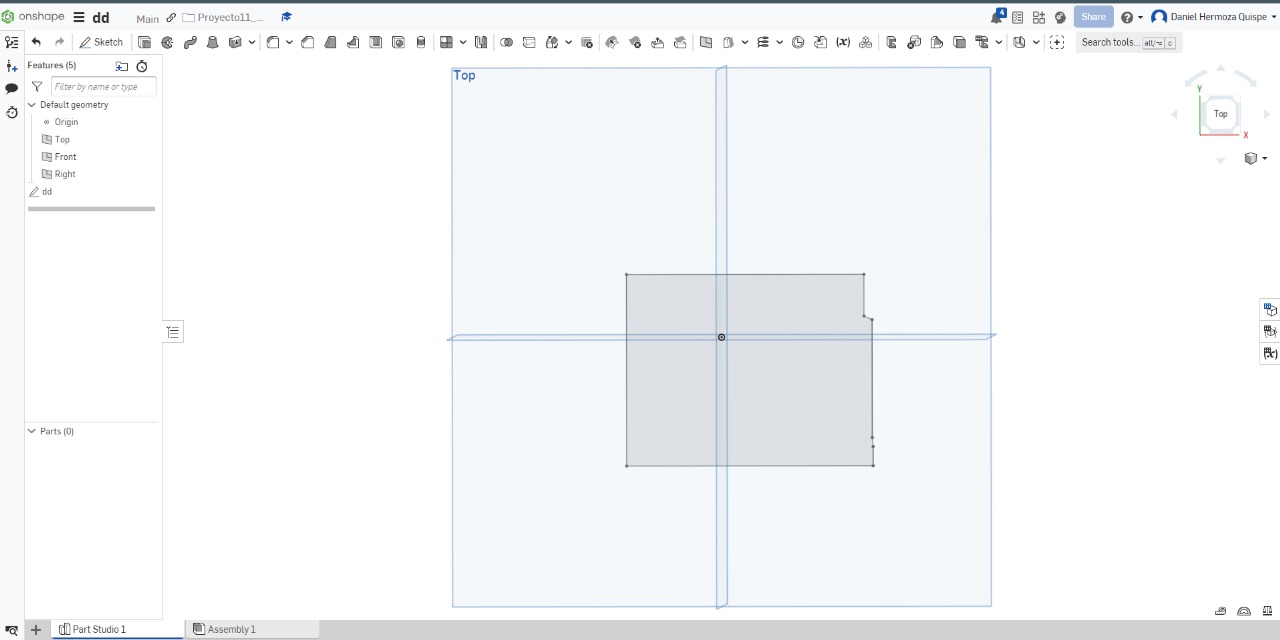 onshape dd Main Proyecto11_... 4 Share Daniel Hermoza Quispe
Sketch Search tools... alt/⌥ c
Features (5)
Filter by name or type
Default geometry
Origin
Top
Front
Right
dd
Parts (0)
Top
Y
Top
X
Part Studio 1 Assembly 1